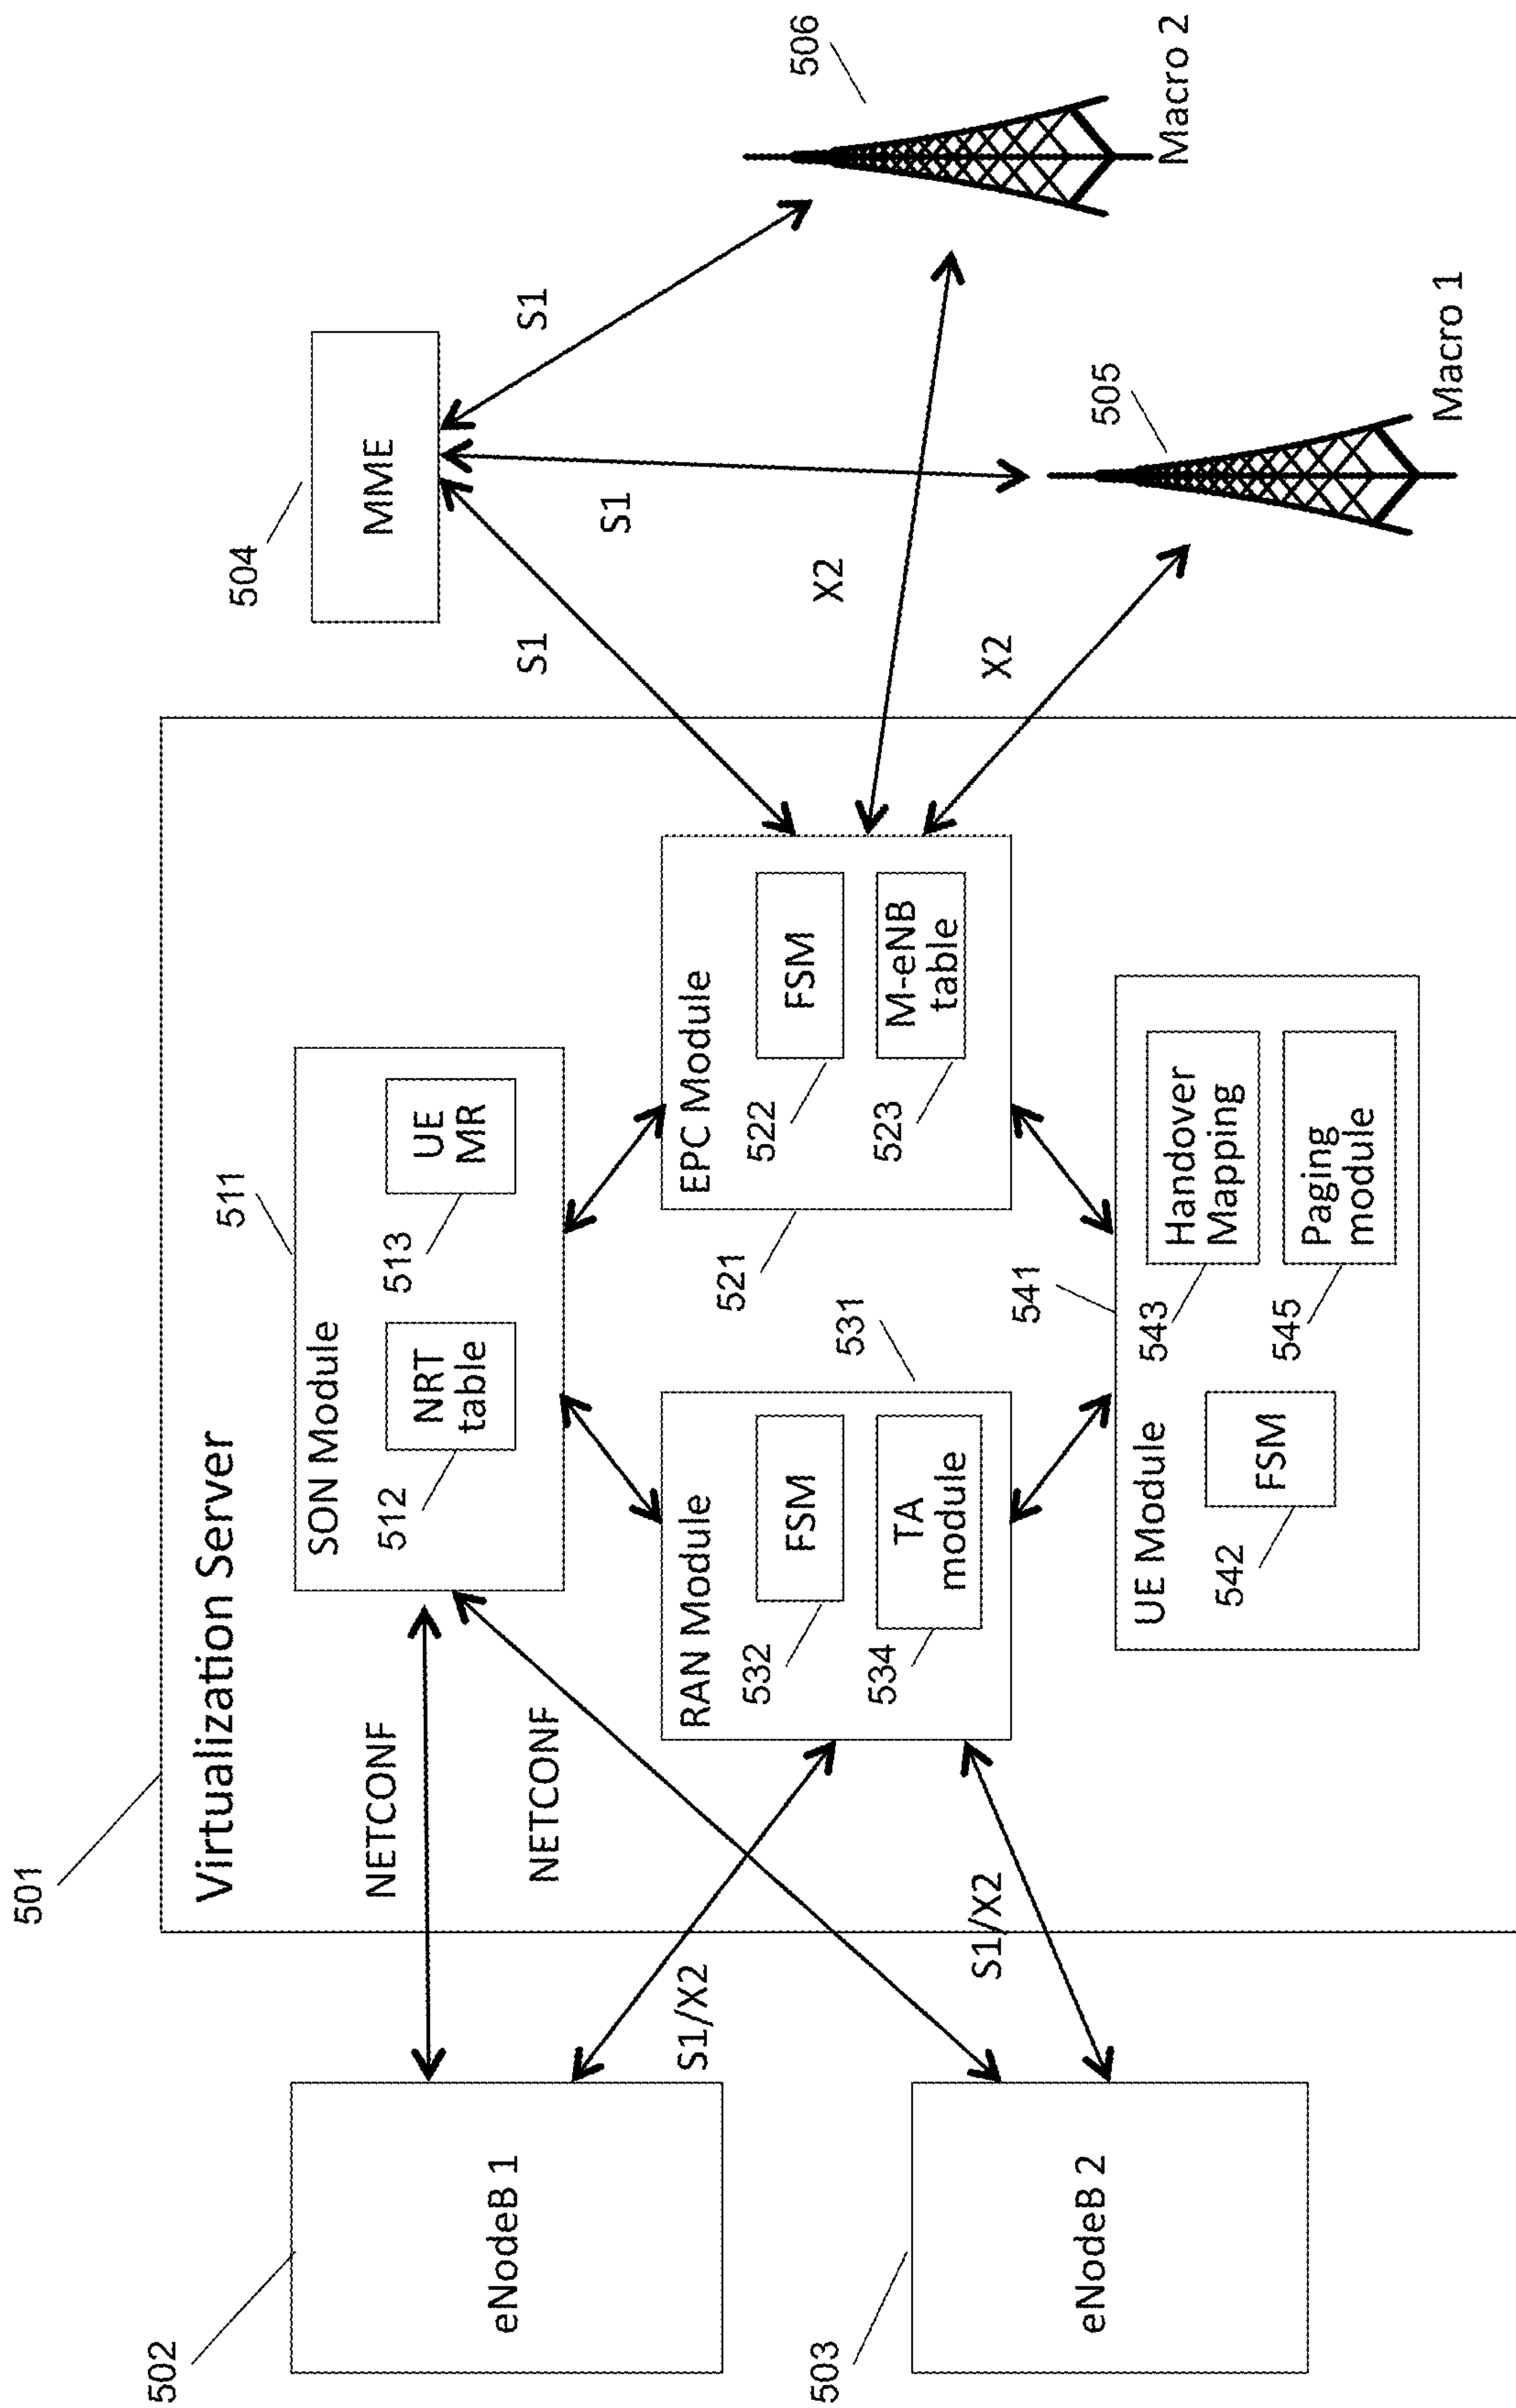 501
Virtualization Server
502
eNodeB 1
503
eNodeB 2
NETCONF
NETCONF
S1/X2
S1/X2
511
SON Module
512
NRT
table
513
UE
MR
531
RAN Module
532
FSM
534
TA
module
521
EPC Module
522
FSM
523
M-eNB
table
541
UE Module
542
FSM
543
Handover
Mapping
545
Paging
module
504
MME
S1
S1
S1
X2
X2
505
Macro 1
506
Macro 2